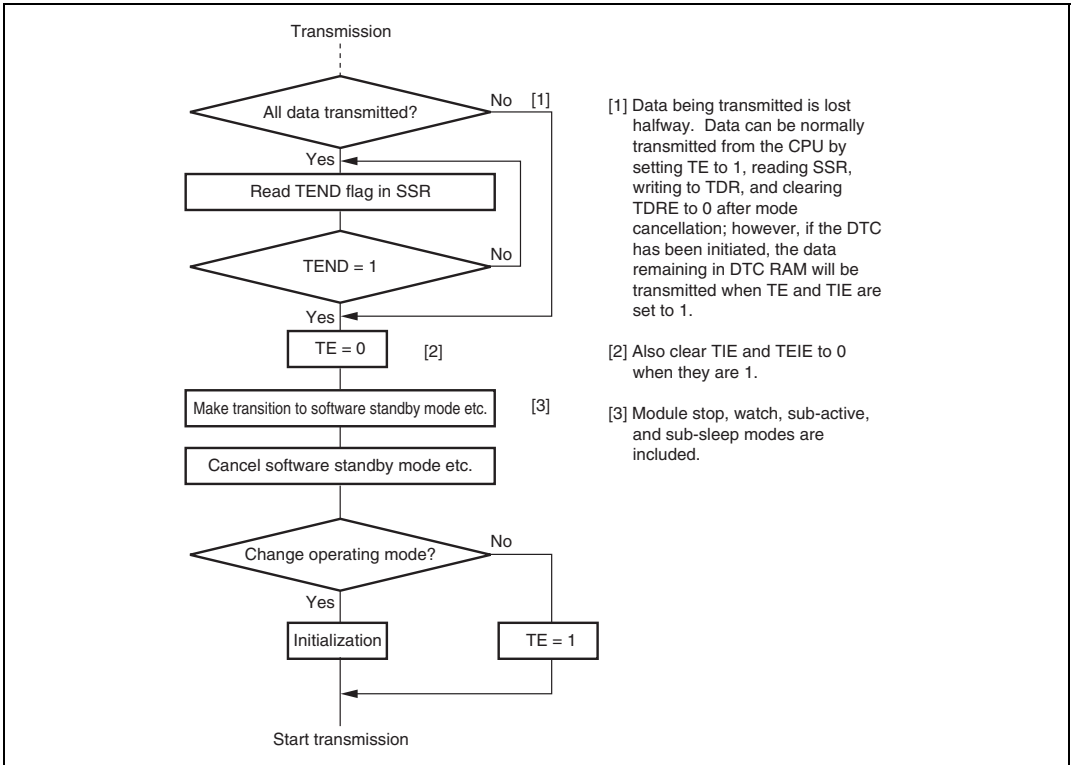 Transmission
All data transmitted?
No [1]
Yes
Read TEND flag in SSR
TEND = 1
No
Yes
TE = 0 [2]
Make transition to software standby mode etc. [3]
Cancel software standby mode etc.
Change operating mode?
No
Yes
Initialization
TE = 1
Start transmission
[1] Data being transmitted is lost
halfway. Data can be normally
transmitted from the CPU by
setting TE to 1, reading SSR,
writing to TDR, and clearing
TDRE to 0 after mode
cancellation; however, if the DTC
has been initiated, the data
remaining in DTC RAM will be
transmitted when TE and TIE are
set to 1.
[2] Also clear TIE and TEIE to 0
when they are 1.
[3] Module stop, watch, sub-active,
and sub-sleep modes are
included.